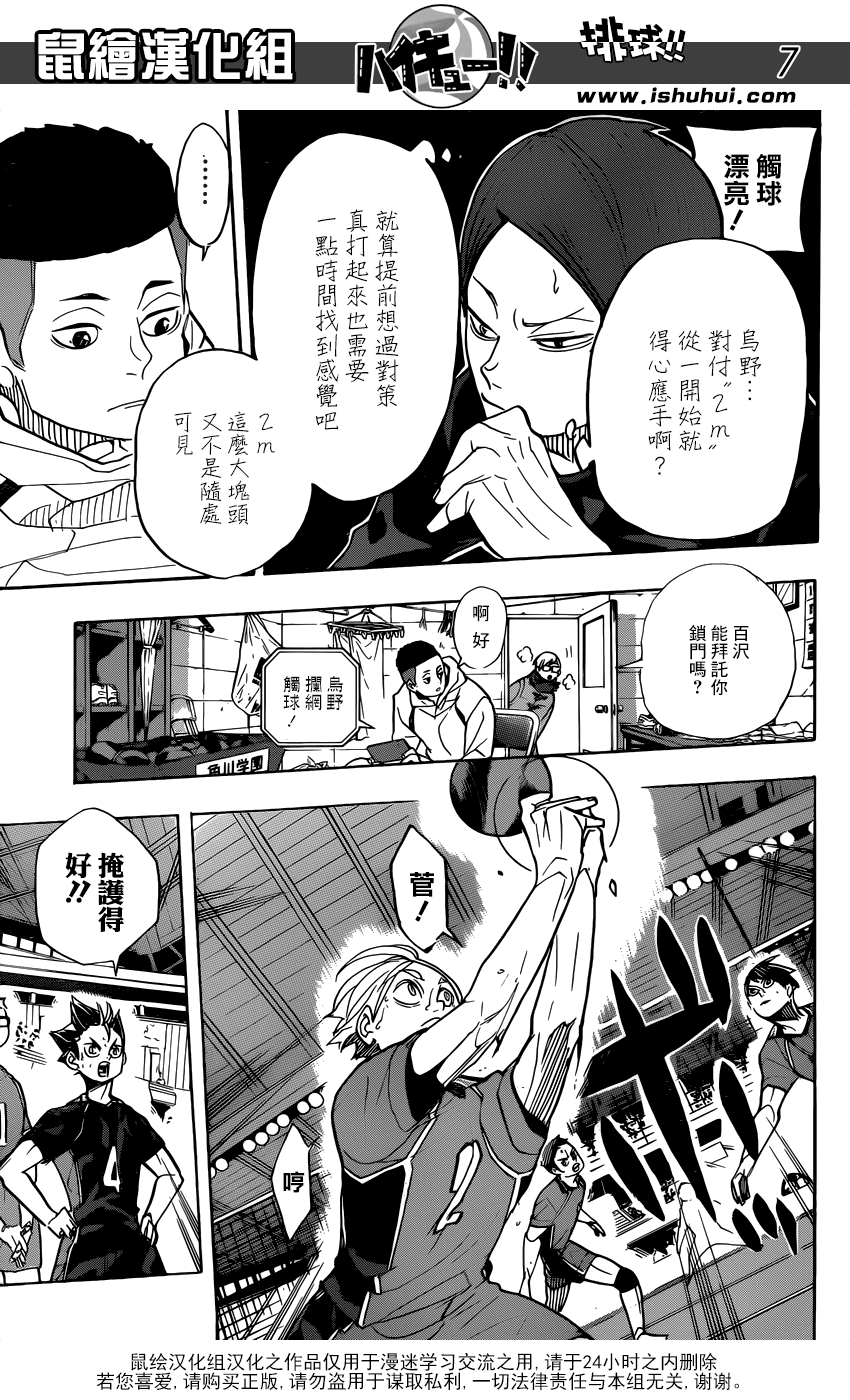 鼠繪漢化組
ハイキュー!!
排球!!
7
www.ishuhui.com
觸球
漂亮!
烏野…
對付"2m"
從一開始就
得心應手啊?
就算提前想過對策
真打起來也需要
一點時間找到感覺吧
2m
這麼大塊頭
又不是隨處
可見
……
百沢
能拜託你
鎖門嗎?
啊
好
烏野
攔網
觸球!
角川学園
菅!
哼
2
掩護得
好!!
4
鼠绘汉化组汉化之作品仅用于漫迷学习交流之用,请于24小时之内删除
若您喜爱,请购买正版,请勿盗用于谋取私利,一切法律责任与本组无关,谢谢。